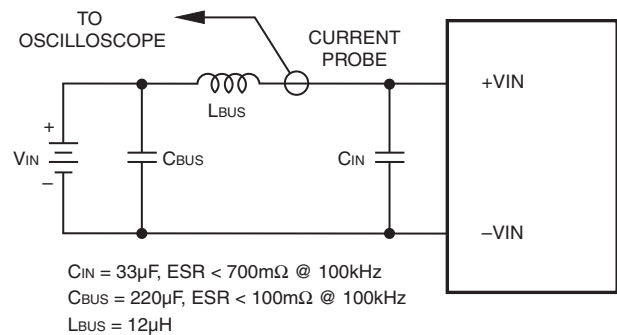 TO
OSCILLOSCOPE
CURRENT
PROBE
LBUS
+VIN
+
VIN
–
CBUS
CIN
–VIN
CIN = 33µF, ESR < 700mΩ @ 100kHz
CBUS = 220µF, ESR < 100mΩ @ 100kHz
LBUS = 12µH